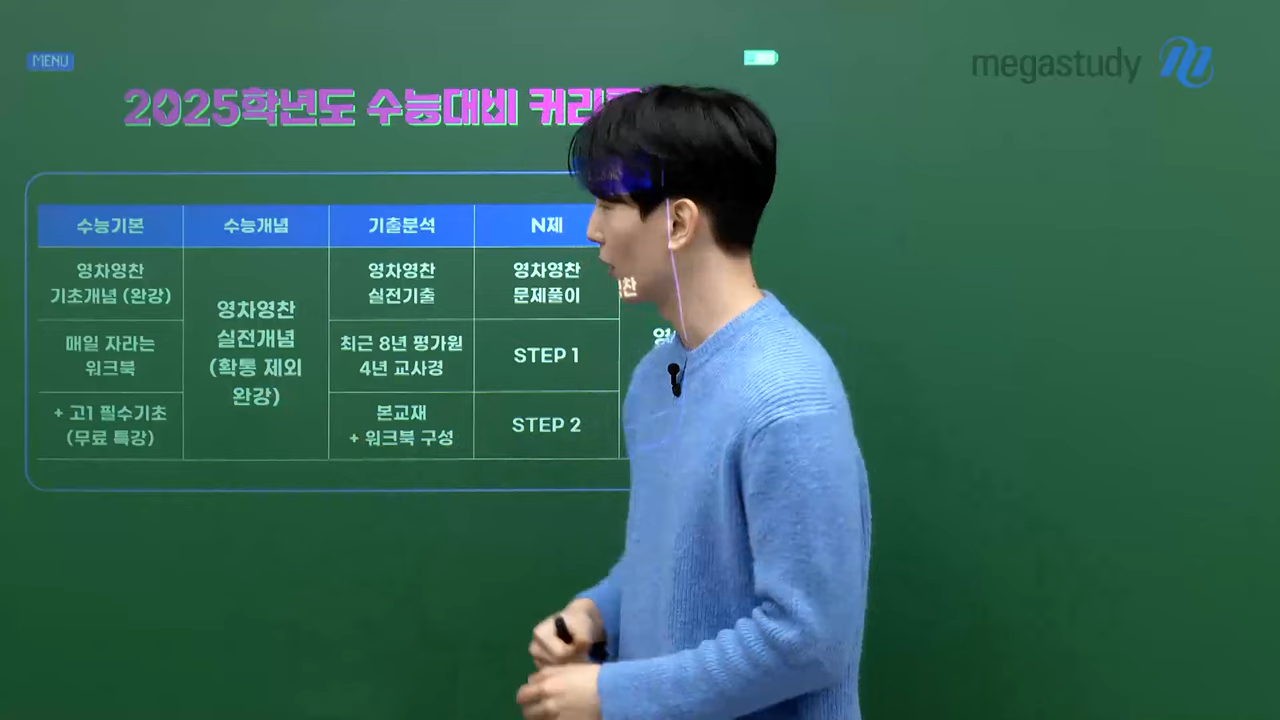 MENU
megastudy
2025학년도 수능대비
수능기본
수능개념
기출분석
N제
영차영찬
기초개념 (완강)
매일 자라는
워크북
+ 고1 필수기초
(무료 특강)
영차영찬
실전개념
(확통 제외
완강)
영차영찬
실전기출
최근 8년 평가원
4년 교사경
본교재
+ 워크북 구성
영차영찬
문제풀이
STEP 1
STEP 2